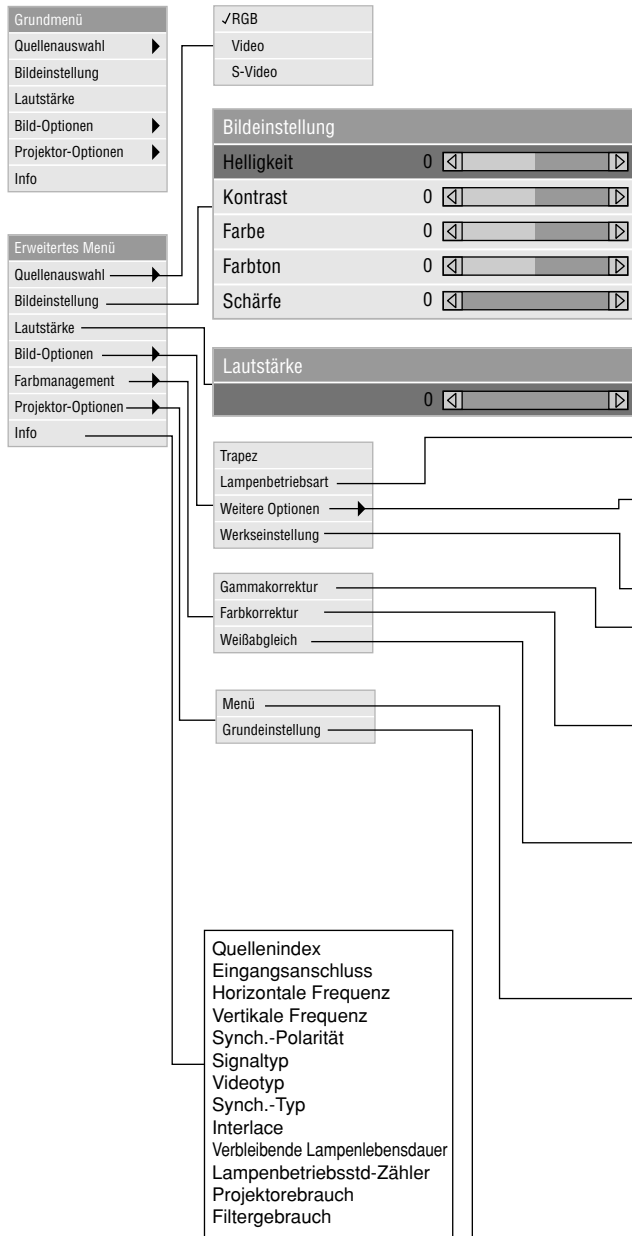 Grundmenü
Quellenauswahl
Bildeinstellung
Lautstärke
Bild-Optionen
Projektor-Optionen
Info
✓RGB
Video
S-Video
Erweitertes Menü
Quellenauswahl
Bildeinstellung
Lautstärke
Bild-Optionen
Farbmanagement
Projektor-Optionen
Info
Bildeinstellung
Helligkeit 0
Kontrast 0
Farbe 0
Farbton 0
Schärfe 0
Lautstärke
0
Trapez
Lampenbetriebsart
Weitere Optionen
Werkseinstellung
Gammakorrektur
Farbkorrektur
Weißabgleich
Menü
Grundeinstellung
Quellenindex
Eingangsanschluss
Horizontale Frequenz
Vertikale Frequenz
Synch.-Polarität
Signaltyp
Videotyp
Synch.-Typ
Interlace
Verbleibende Lampenlebensdauer
Lampenbetriebsstd-Zähler
Projektorebrauch
Filtergebrauch